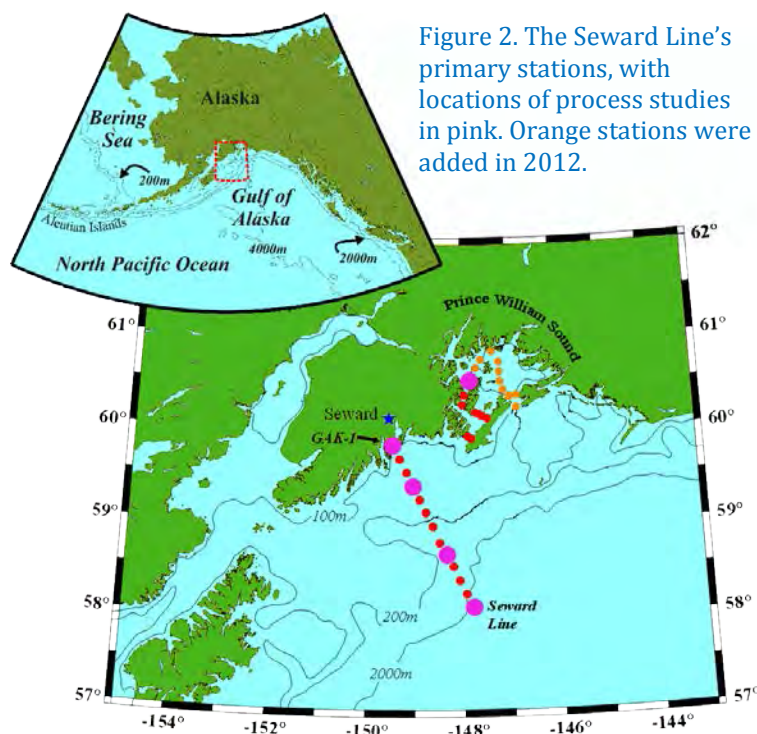 Figure 2. The Seward Line's
primary stations, with
locations of process studies
in pink. Orange stations were
added in 2012.
Alaska
Bering
Sea
200m
Gulf of
Alaska
Aleutian Islands
4000m
2000m
North Pacific Ocean
62°
61°
61°
Prince William Sound
60°
Seward
60°
GAK-1
59°
100m
59°
58°
Seward
Line
58°
200m
2000m
57°
57°
-154°
-152°
-150°
-148°
-146°
-144°